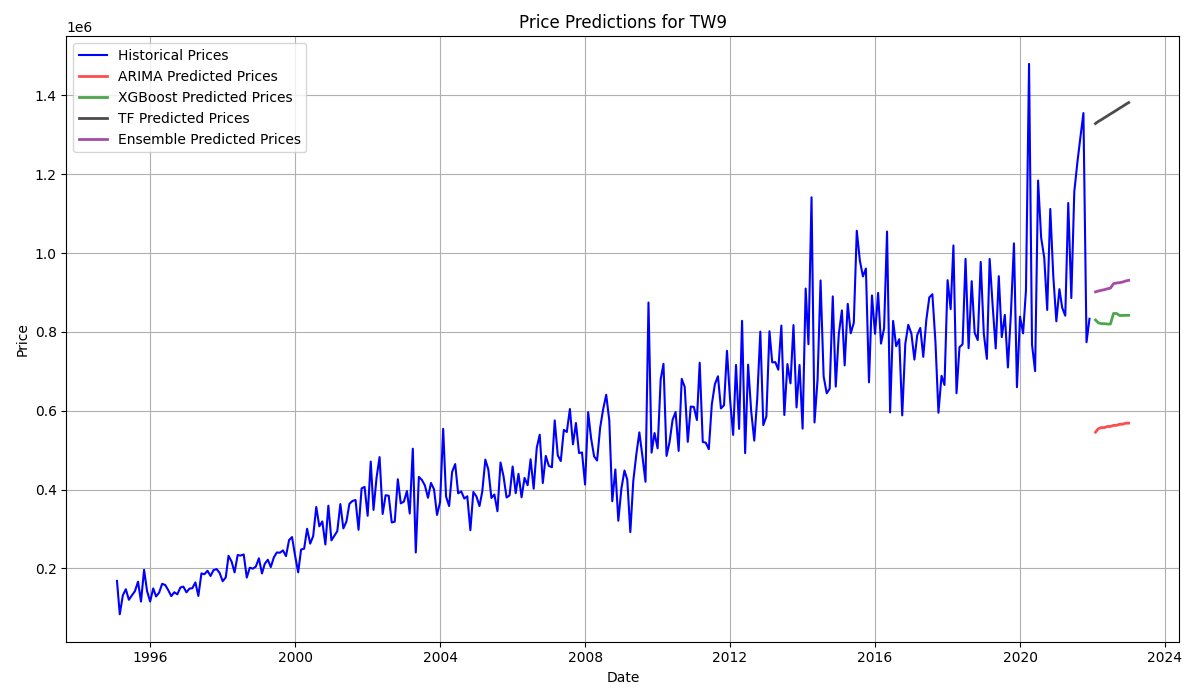 Price Predictions for TW9
1e6
Historical Prices
ARIMA Predicted Prices
XGBoost Predicted Prices
TF Predicted Prices
Ensemble Predicted Prices
1.4
1.2
1.0
0.8
0.6
0.4
0.2
Price
1996 2000 2004 2008 2012 2016 2020 2024
Date